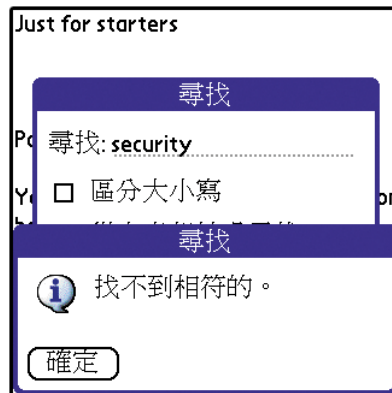 Just for starters
尋找
尋找: security
區分大小寫
尋找
找不到相符的。
確定